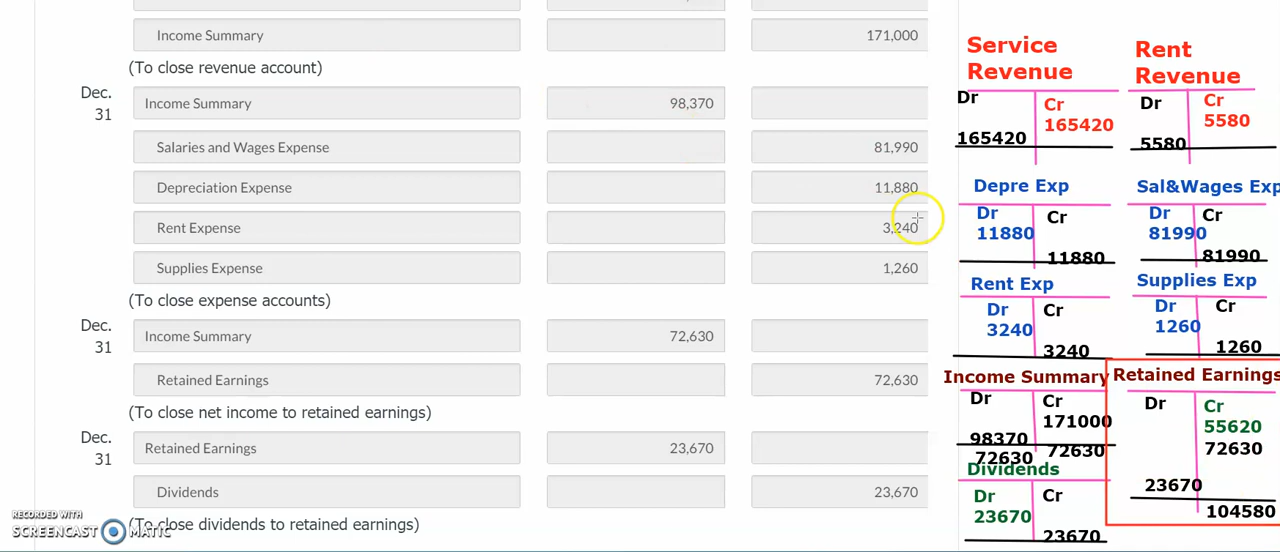 Income Summary 171,000
(To close revenue account)
Dec. 31 Income Summary 98,370
Salaries and Wages Expense 81,990
Depreciation Expense 11,880
Rent Expense 3,240
Supplies Expense 1,260
(To close expense accounts)
Dec. 31 Income Summary 72,630
Retained Earnings 72,630
(To close net income to retained earnings)
Dec. 31 Retained Earnings 23,670
Dividends 23,670
(To close dividends to retained earnings)
RECORDED WITH
SCREENCAST MATIC
Service
Revenue
Dr Cr
165420
165420
Rent
Revenue
Dr Cr
5580
5580
Depre Exp
Dr Cr
11880
11880
Sal&Wages Exp
Dr Cr
81990
81990
Rent Exp
Dr Cr
3240
3240
Supplies Exp
Dr Cr
1260
1260
Income Summary
Dr Cr
171000
98370
72630 72630
Retained Earnings
Dr Cr
55620
72630
23670
104580
Dividends
Dr Cr
23670
23670